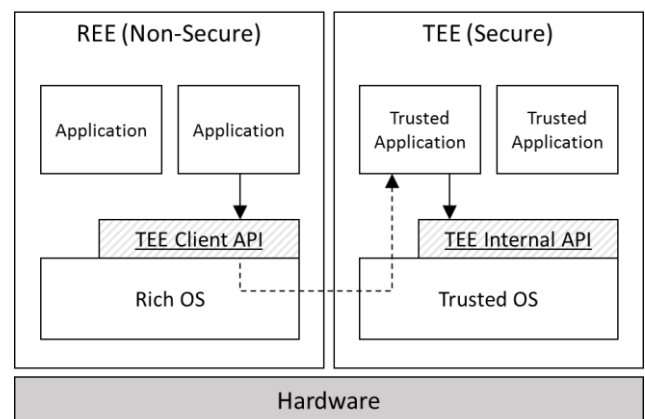 REE (Non-Secure)
TEE (Secure)
Application
Application
Trusted
Application
Trusted
Application
TEE Client API
TEE Internal API
Rich OS
Trusted OS
Hardware